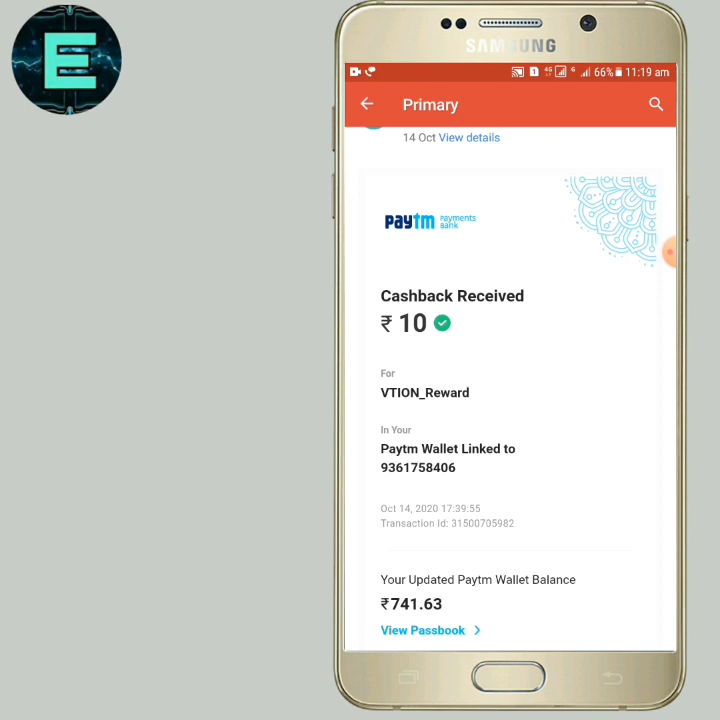 E
SAMSUNG
4G G 66% 11:19 am
Primary
14 Oct View details
paytm Payments Bank
Cashback Received
₹ 10
For
VTION_Reward
In Your
Paytm Wallet Linked to
9361758406
Oct 14, 2020 17:39:55
Transaction Id: 31500705982
Your Updated Paytm Wallet Balance
₹741.63
View Passbook >